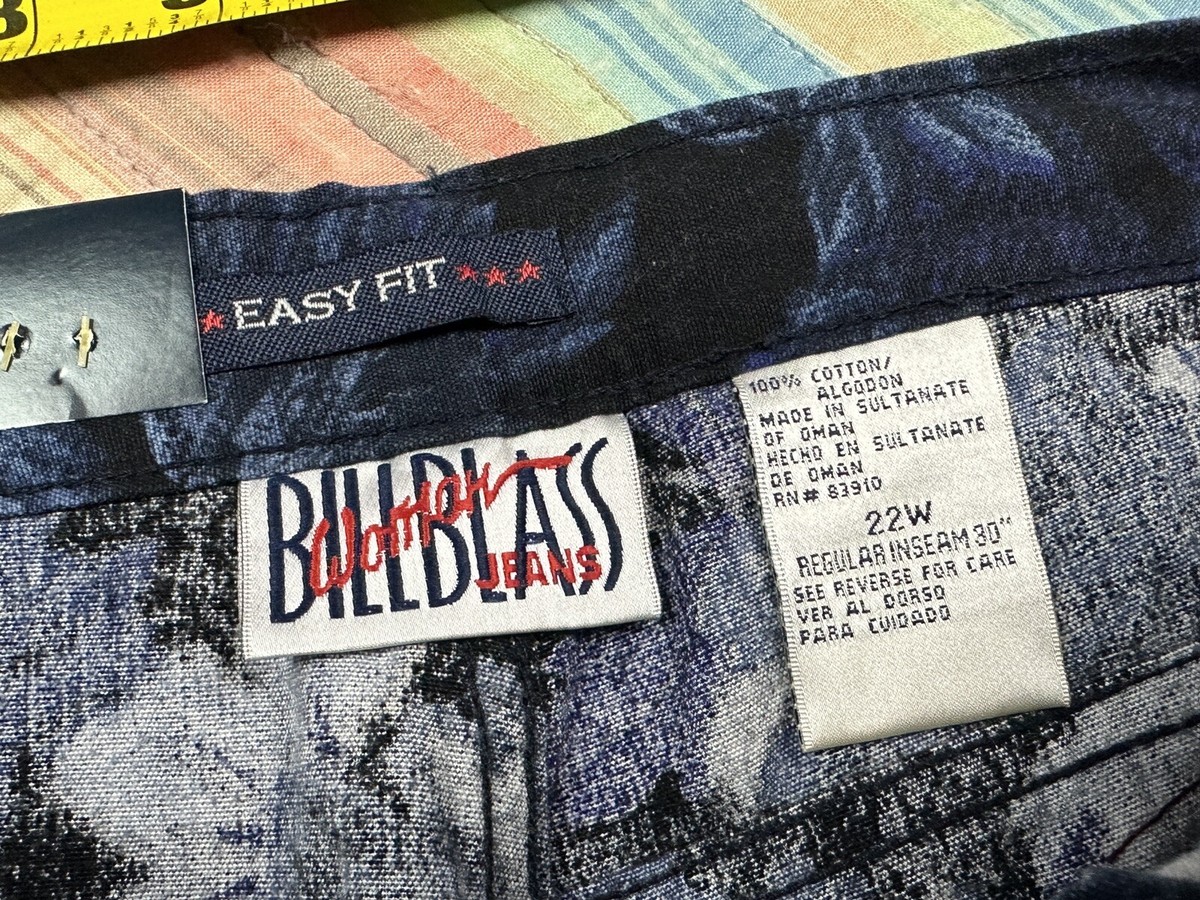 EASY FIT
BILL BLASS
Woman
JEANS
100% COTTON/
ALGODON
MADE IN SULTANATE
OF OMAN
HECHO EN SULTANATE
DE OMAN
RN# 83910
22W
REGULAR INSEAM 30"
SEE REVERSE FOR CARE
VER AL DORSO
PARA CUIDADO